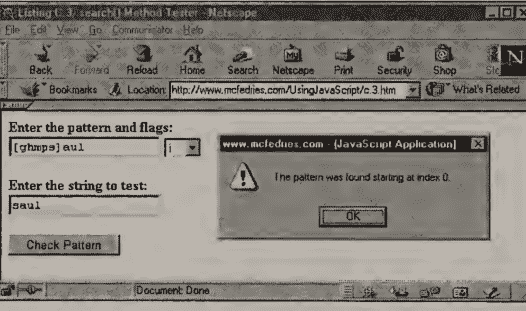 Listing C.3. search() Method Tester - Netscape
File Edit View Go Communicator Help
Back Forward Reload Home Search Netscape Print Security Shop
Bookmarks Location: http://www.mcfedries.com/UsingJavaScript/c.3.htm What's Related
Enter the pattern and flags:
[ghmps]aul i
Enter the string to test:
saul
Check Pattern
www.mcfedries.com - [JavaScript Application]
The pattern was found starting at index 0.
OK
Document: Done